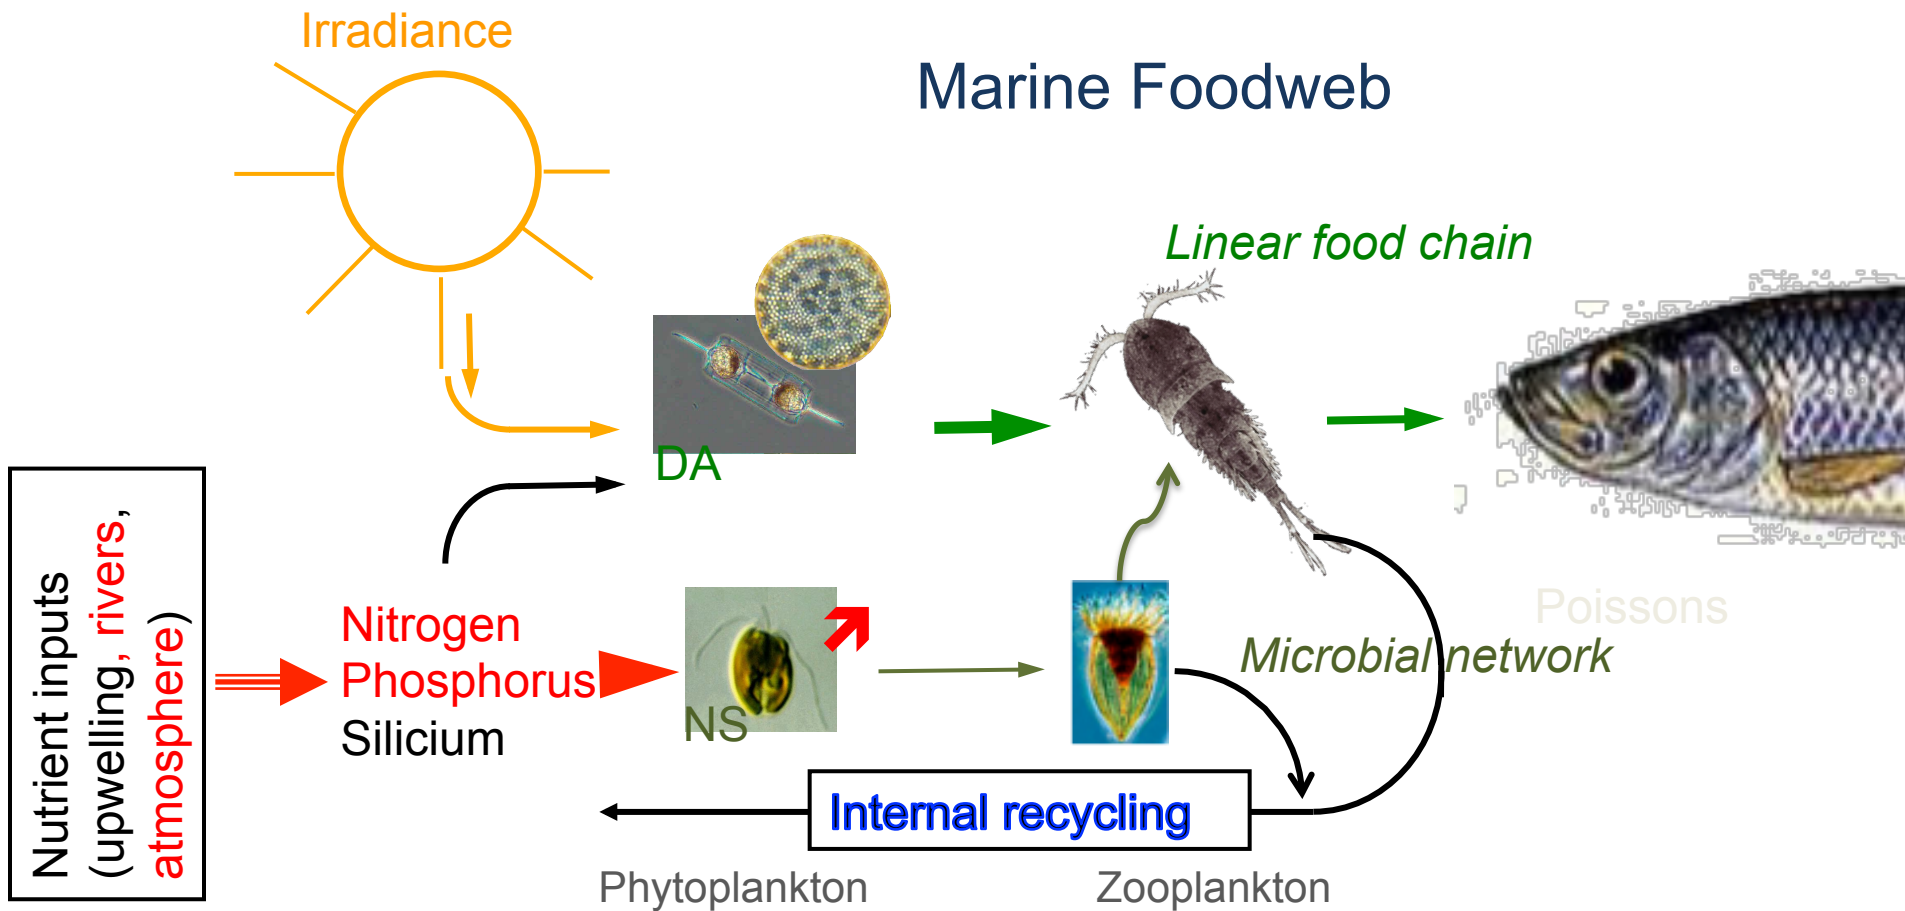 Irradiance
Marine Foodweb
Linear food chain
DA
Nutrient inputs
(upwelling, rivers,
atmosphere)
Nitrogen
Phosphorus
Silicium
NS
Poissons
Microbial network
Internal recycling
Phytoplankton
Zooplankton